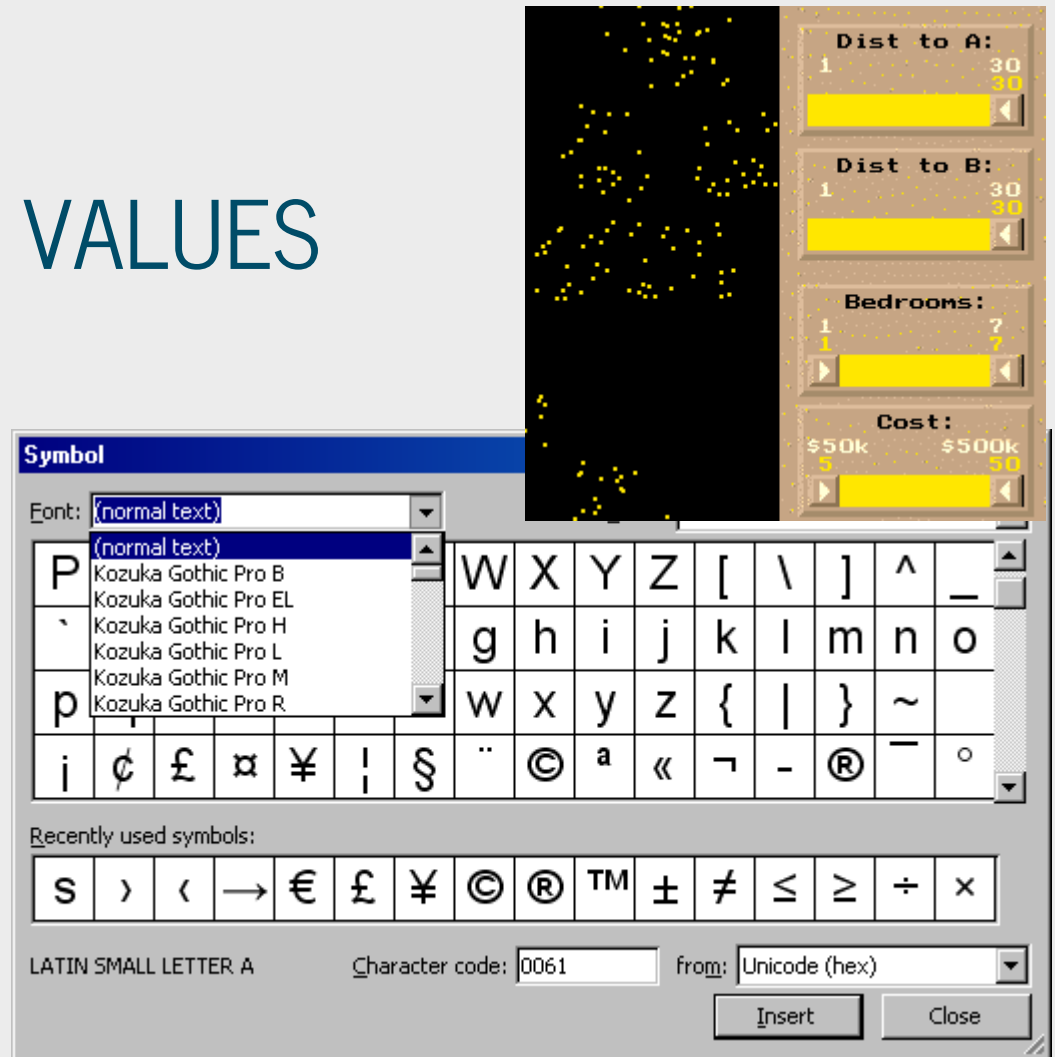 VALUES
Dist to A:
1 30
30
Dist to B:
1 30
30
Bedrooms:
1 7
1 7
Cost:
$50k $500k
5 50
Symbol
Font: (normal text)
(normal text)
Kozuka Gothic Pro B
Kozuka Gothic Pro EL
Kozuka Gothic Pro H
Kozuka Gothic Pro L
Kozuka Gothic Pro M
Kozuka Gothic Pro R
P W X Y Z [ \ ] ^ _
` g h i j k l m n o
p w x y z { | } ~
¡ ¢ £ ¤ ¥ ¦ § ¨ © ª « ¬ - ® ¯ °
Recently used symbols:
s › ‹ → € £ ¥ © ® ™ ± ≠ ≤ ≥ ÷ ×
LATIN SMALL LETTER A Character code: 0061 from: Unicode (hex)
Insert Close